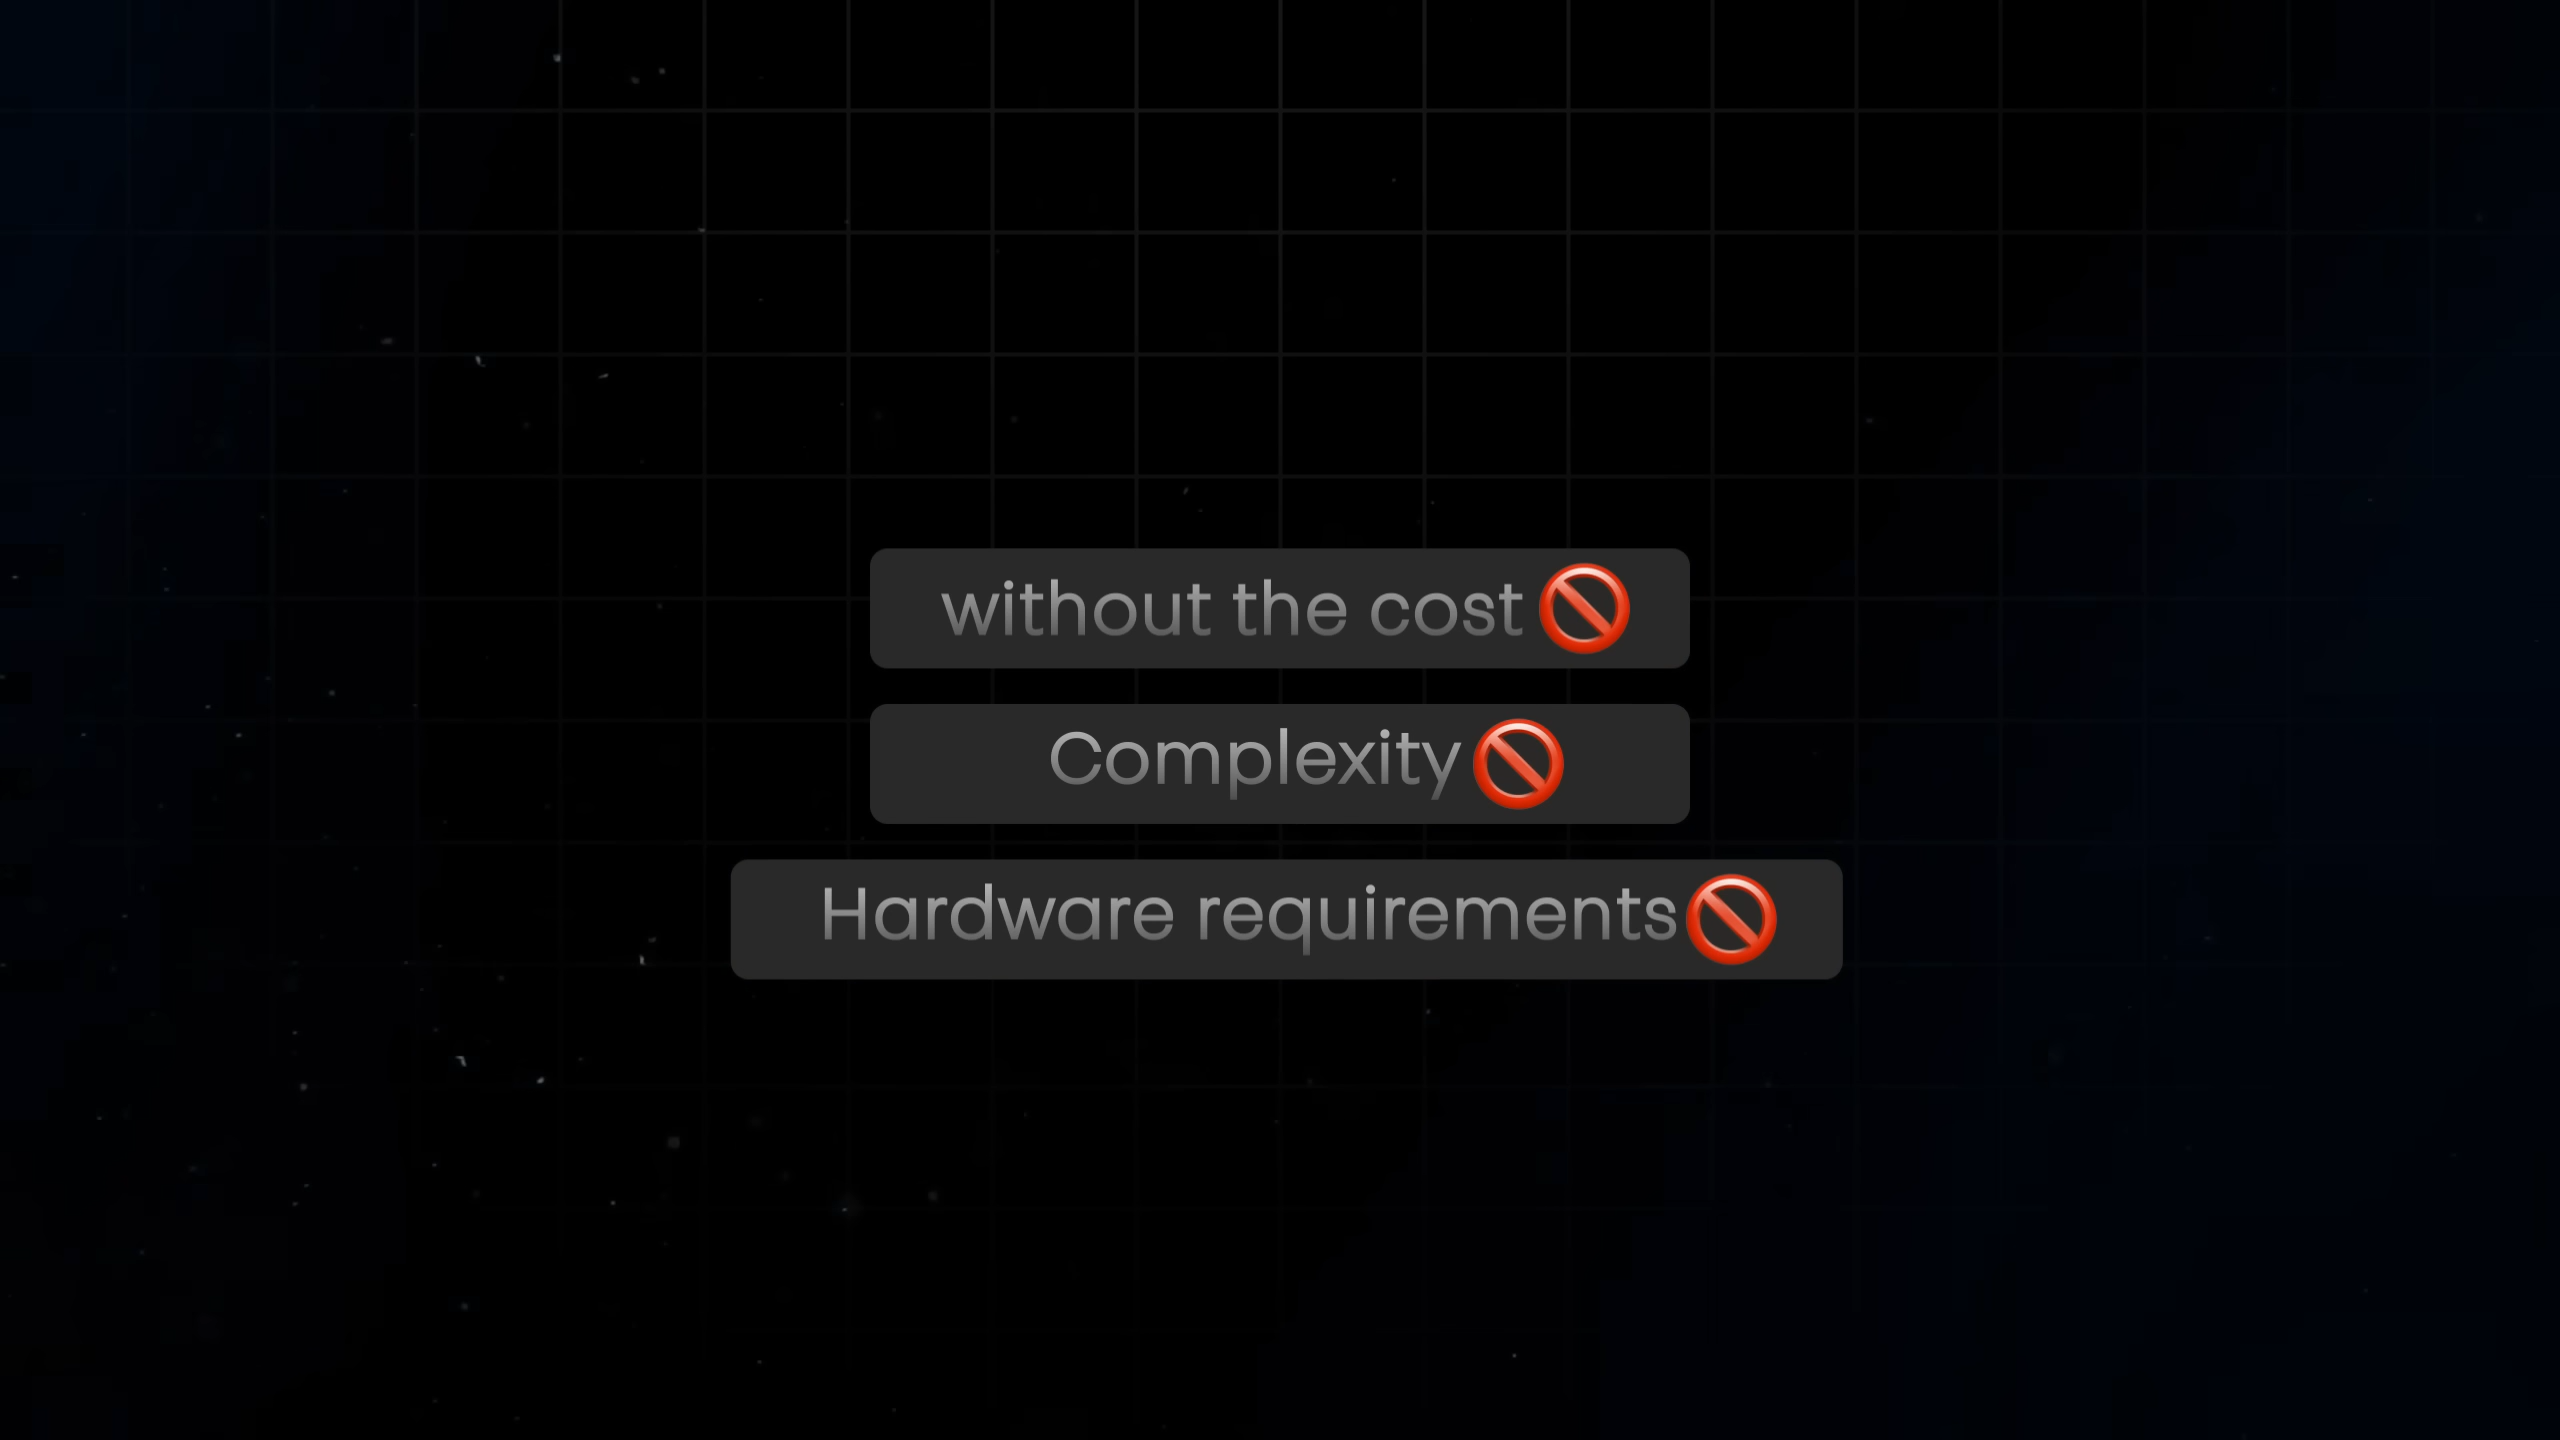 without the cost 🚫
Complexity 🚫
Hardware requirements 🚫